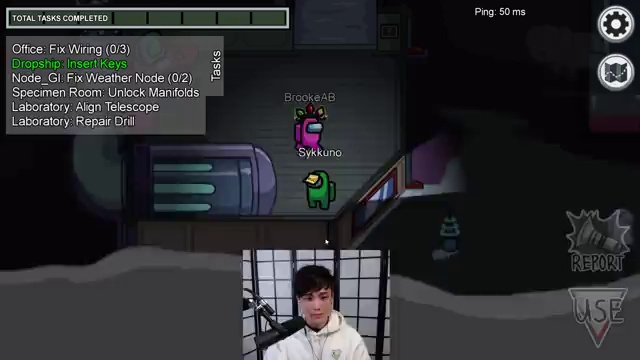 TOTAL TASKS COMPLETED
Ping: 50 ms
Office: Fix Wiring (0/3)
Dropship: Insert Keys
Node_GI: Fix Weather Node (0/2)
Specimen Room: Unlock Manifolds
Laboratory: Align Telescope
Laboratory: Repair Drill
Tasks
BrookeAB
Sykkuno
REPORT
USE